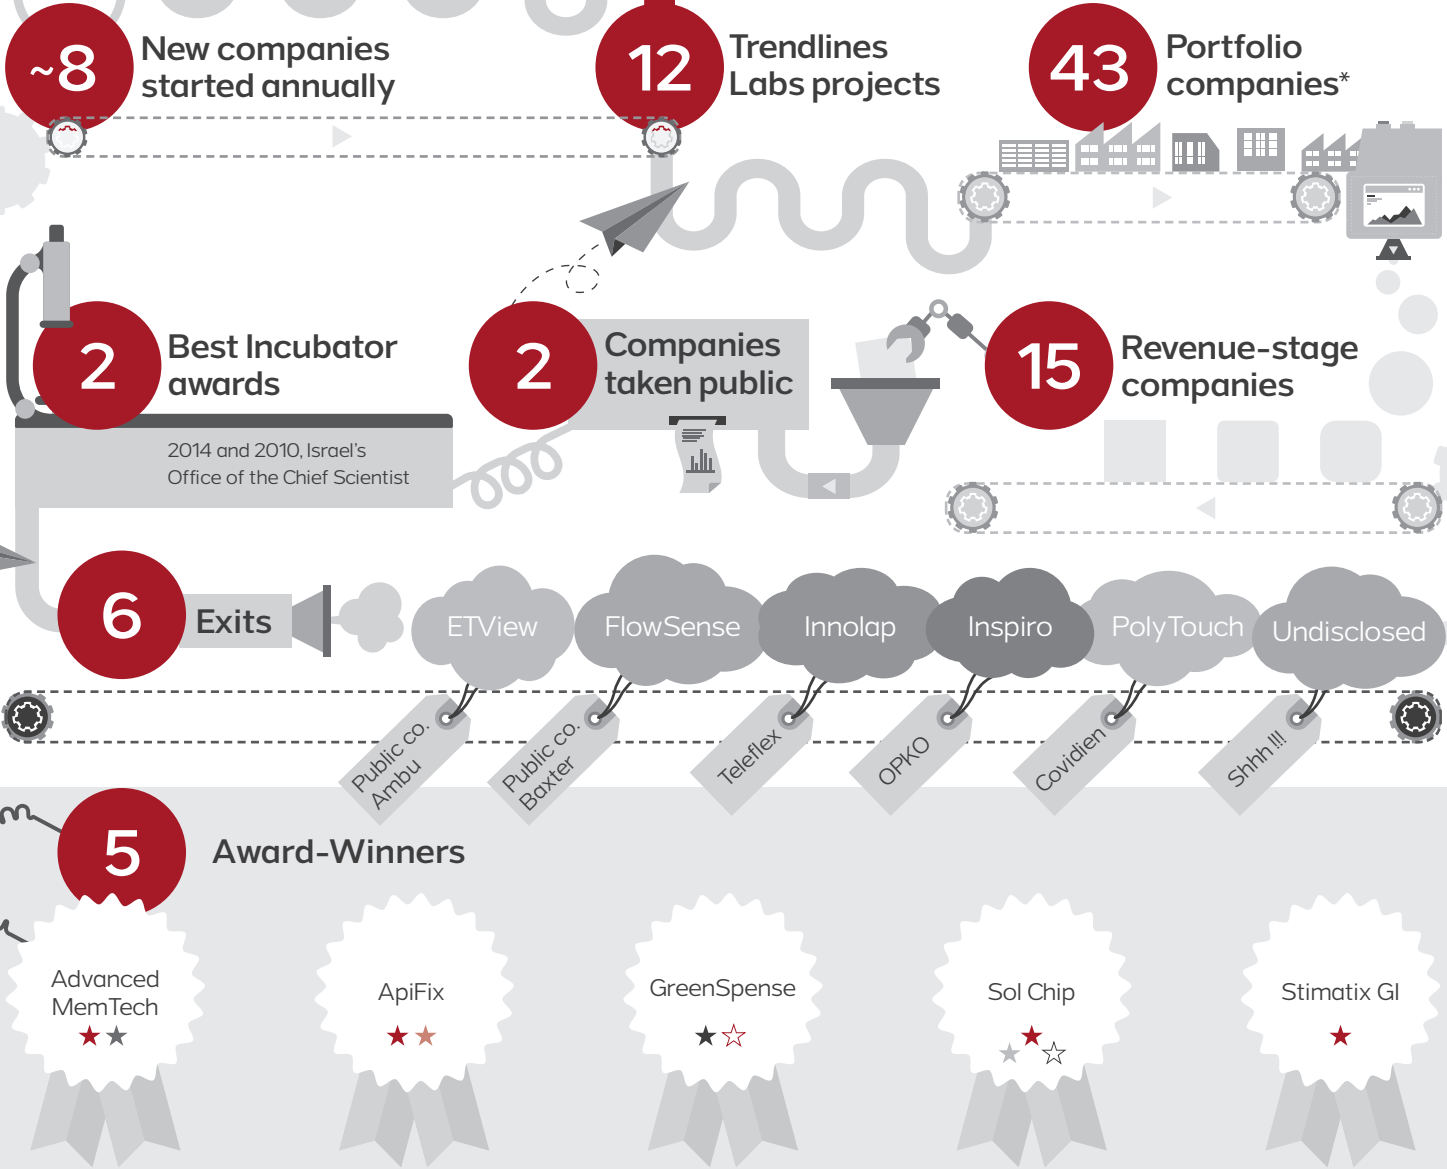 ~8
New companies
started annually
12
Trendlines
Labs projects
43
Portfolio
companies*
2
Best Incubator
awards
2014 and 2010, Israel's
Office of the Chief Scientist
2
Companies
taken public
15
Revenue-stage
companies
6
Exits
ETView
FlowSense
Innolap
Inspiro
PolyTouch
Undisclosed
Public co.
Ambu
Public co.
Baxter
Teleflex
OPKO
Covidien
Shhh!!!
5
Award-Winners
Advanced
MemTech
ApiFix
GreenSpense
Sol Chip
Stimatix GI